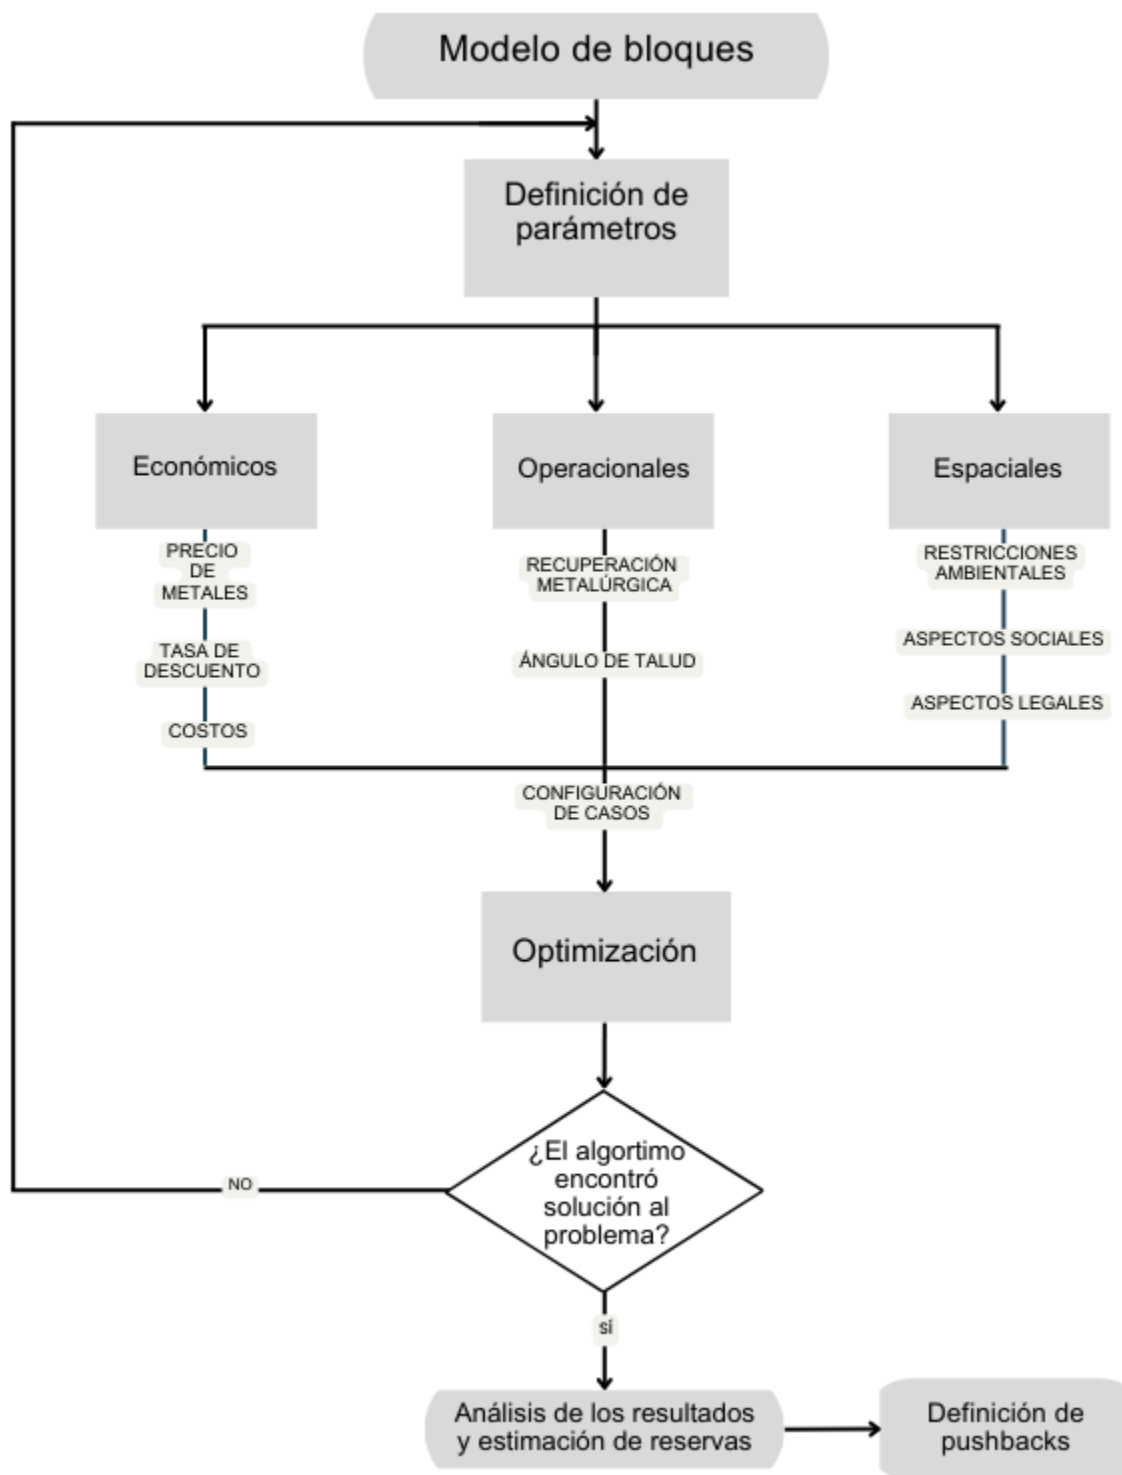 Modelo de bloques
Definición de
parámetros
Económicos
Operacionales
Espaciales
PRECIO
DE
METALES
TASA DE
DESCUENTO
COSTOS
RECUPERACIÓN
METALÚRGICA
ÁNGULO DE TALUD
RESTRICCIONES
AMBIENTALES
ASPECTOS SOCIALES
ASPECTOS LEGALES
CONFIGURACIÓN
DE CASOS
Optimización
¿El algortimo
encontró
solución al
problema?
NO
sí
Análisis de los resultados
y estimación de reservas
Definición de
pushbacks